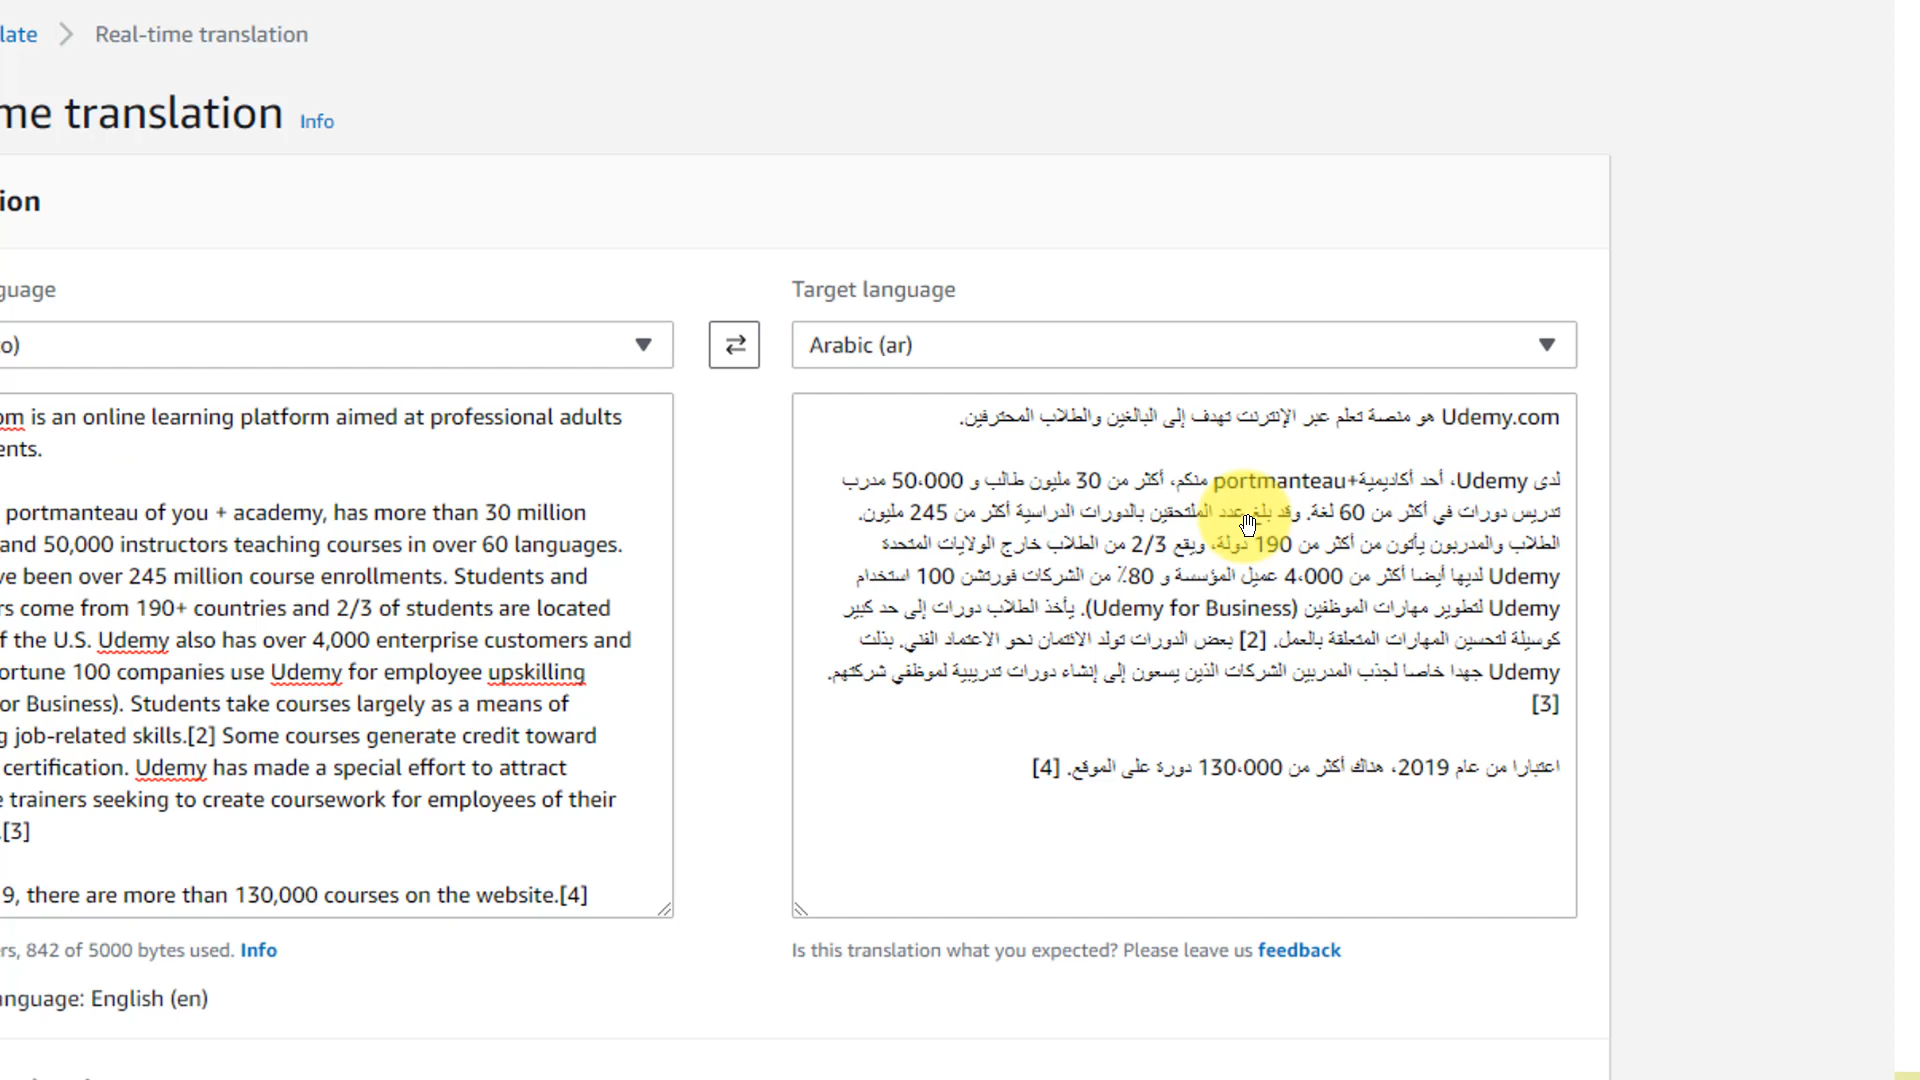 late > Real-time translation
me translation Info
ion
guage
o)
om is an online learning platform aimed at professional adults
ents.
portmanteau of you + academy, has more than 30 million
and 50,000 instructors teaching courses in over 60 languages.
ve been over 245 million course enrollments. Students and
rs come from 190+ countries and 2/3 of students are located
f the U.S. Udemy also has over 4,000 enterprise customers and
ortune 100 companies use Udemy for employee upskilling
or Business). Students take courses largely as a means of
g job-related skills.[2] Some courses generate credit toward
certification. Udemy has made a special effort to attract
e trainers seeking to create coursework for employees of their
.[3]
9, there are more than 130,000 courses on the website.[4]
rs, 842 of 5000 bytes used. Info
anguage: English (en)
Target language
Arabic (ar)
Udemy.com هو منصة تعلم عبر الإنترنت تهدف إلى البالغين والطلاب المحترفين.
لدى Udemy، أحد أكاديمية+portmanteau منكم، أكثر من 30 مليون طالب و 50،000 مدرب
تدريس دورات في أكثر من 60 لغة. وقد بلغ عدد الملتحقين بالدورات الدراسية أكثر من 245 مليون.
الطلاب والمدربون يأتون من أكثر من 190 دولة، ويقع 2/3 من الطلاب خارج الولايات المتحدة
Udemy لديها أيضا أكثر من 4،000 عميل المؤسسة و 80٪ من الشركات فورتشن 100 استخدام
Udemy لتطوير مهارات الموظفين (Udemy for Business). يأخذ الطلاب دورات إلى حد كبير
كوسيلة لتحسين المهارات المتعلقة بالعمل. [2] بعض الدورات تولد الائتمان نحو الاعتماد الفني. بذلت
Udemy جهدا خاصا لجذب المدربين الشركات الذين يسعون إلى إنشاء دورات تدريبية لموظفي شركتهم.
[3]
اعتبارا من عام 2019، هناك أكثر من 130،000 دورة على الموقع. [4]
Is this translation what you expected? Please leave us feedback